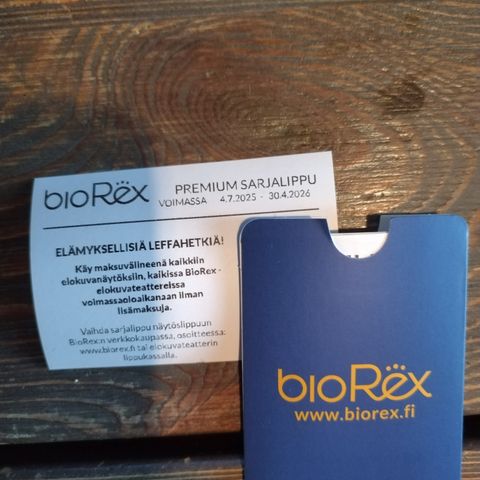 bioRëx
PREMIUM SARJALIPPU
VOIMASSA 4.7.2025 - 30.4.2026
ELÄMYKSELLISIÄ LEFFAHETKIÄ!
Käy maksuvälineenä kaikkiin
elokuvanäytöksiin, kaikissa BioRex -
elokuvateattereissa
voimassaoloaikanaan ilman
lisämaksuja.
Vaihda sarjalippu näytöslippuun
BioRex:n verkkokaupassa, osoitteessa:
www.biorex.fi tai elokuvateatterin
lippukassalla.
bioRëx
www.biorex.fi